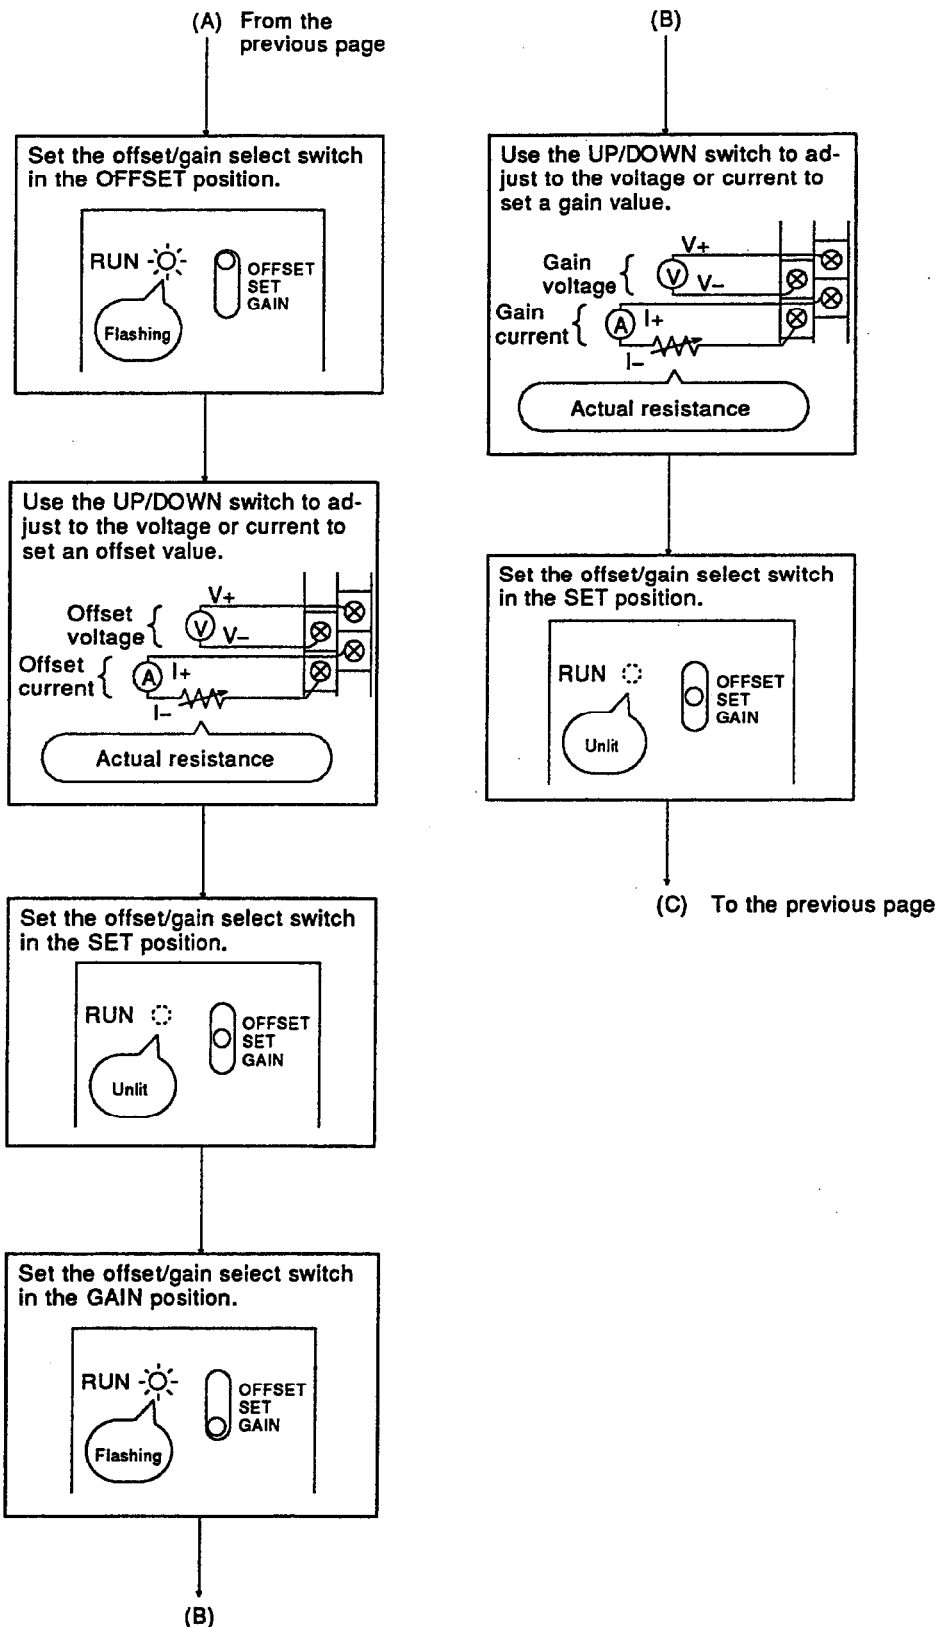 (A) From the
previous page
Set the offset/gain select switch
in the OFFSET position.
RUN
OFFSET
SET
GAIN
Flashing
Use the UP/DOWN switch to ad-
just to the voltage or current to
set an offset value.
V+
Offset
voltage
V
V–
Offset
current
A
I+
I–
Actual resistance
Set the offset/gain select switch
in the SET position.
RUN
OFFSET
SET
GAIN
Unlit
Set the offset/gain select switch
in the GAIN position.
RUN
OFFSET
SET
GAIN
Flashing
(B)
(B)
Use the UP/DOWN switch to ad-
just to the voltage or current to
set a gain value.
V+
Gain
voltage
V
V–
Gain
current
A
I+
I–
Actual resistance
Set the offset/gain select switch
in the SET position.
RUN
OFFSET
SET
GAIN
Unlit
(C) To the previous page